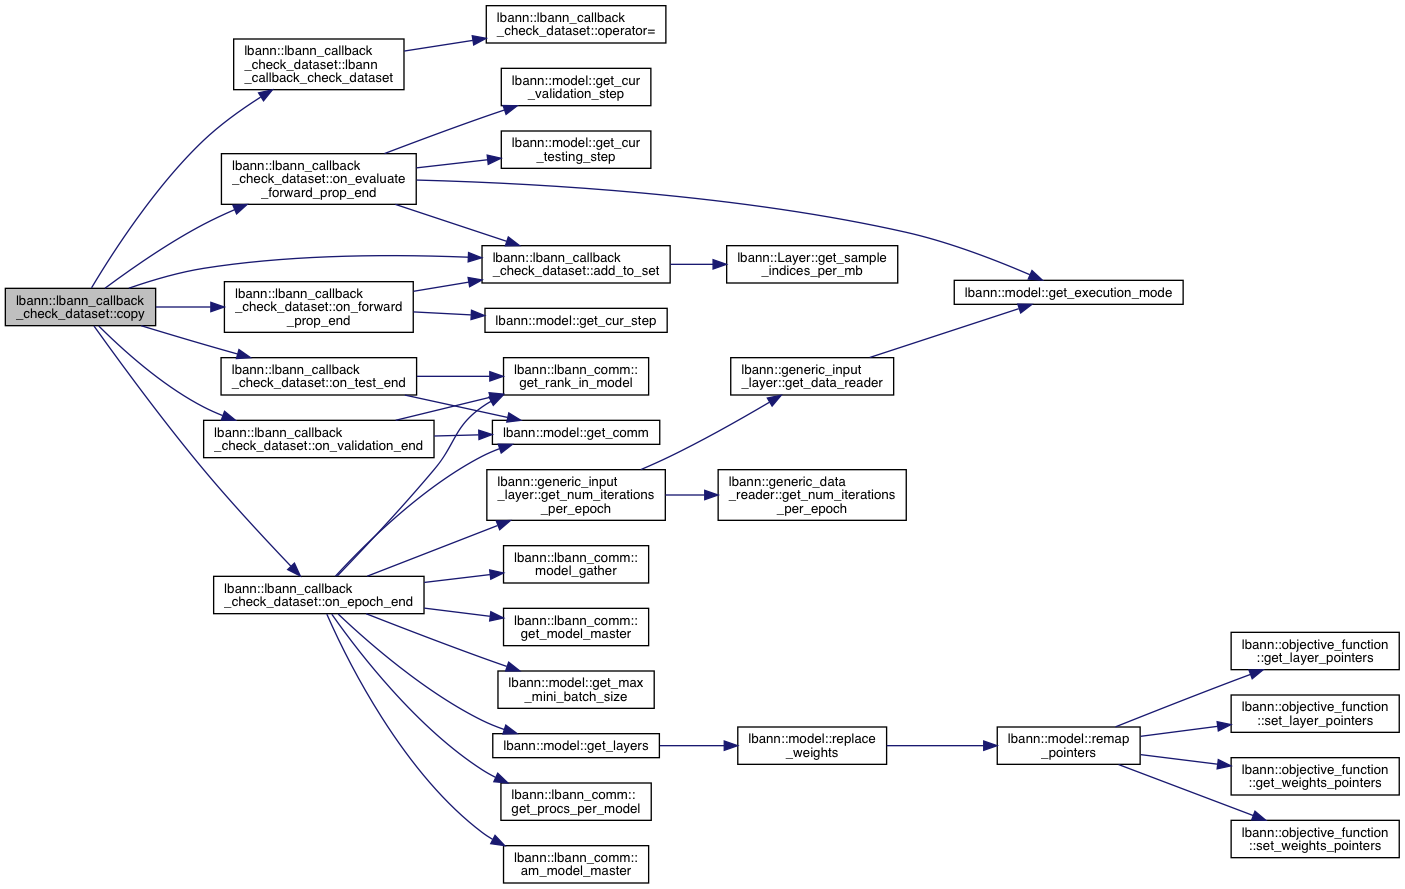 lbann::lbann_callback
_check_dataset::copy
lbann::lbann_callback
_check_dataset::lbann
_callback_check_dataset
lbann::lbann_callback
_check_dataset::operator=
lbann::lbann_callback
_check_dataset::on_evaluate
_forward_prop_end
lbann::model::get_cur
_validation_step
lbann::model::get_cur
_testing_step
lbann::lbann_callback
_check_dataset::add_to_set
lbann::Layer::get_sample
_indices_per_mb
lbann::model::get_execution_mode
lbann::lbann_callback
_check_dataset::on_forward
_prop_end
lbann::model::get_cur_step
lbann::lbann_callback
_check_dataset::on_test_end
lbann::lbann_comm::
get_rank_in_model
lbann::generic_input
_layer::get_data_reader
lbann::lbann_callback
_check_dataset::on_validation_end
lbann::model::get_comm
lbann::generic_input
_layer::get_num_iterations
_per_epoch
lbann::generic_data
_reader::get_num_iterations
_per_epoch
lbann::lbann_callback
_check_dataset::on_epoch_end
lbann::lbann_comm::
model_gather
lbann::lbann_comm::
get_model_master
lbann::model::get_max
_mini_batch_size
lbann::model::get_layers
lbann::model::replace
_weights
lbann::model::remap
_pointers
lbann::objective_function
::get_layer_pointers
lbann::objective_function
::set_layer_pointers
lbann::objective_function
::get_weights_pointers
lbann::objective_function
::set_weights_pointers
lbann::lbann_comm::
get_procs_per_model
lbann::lbann_comm::
am_model_master